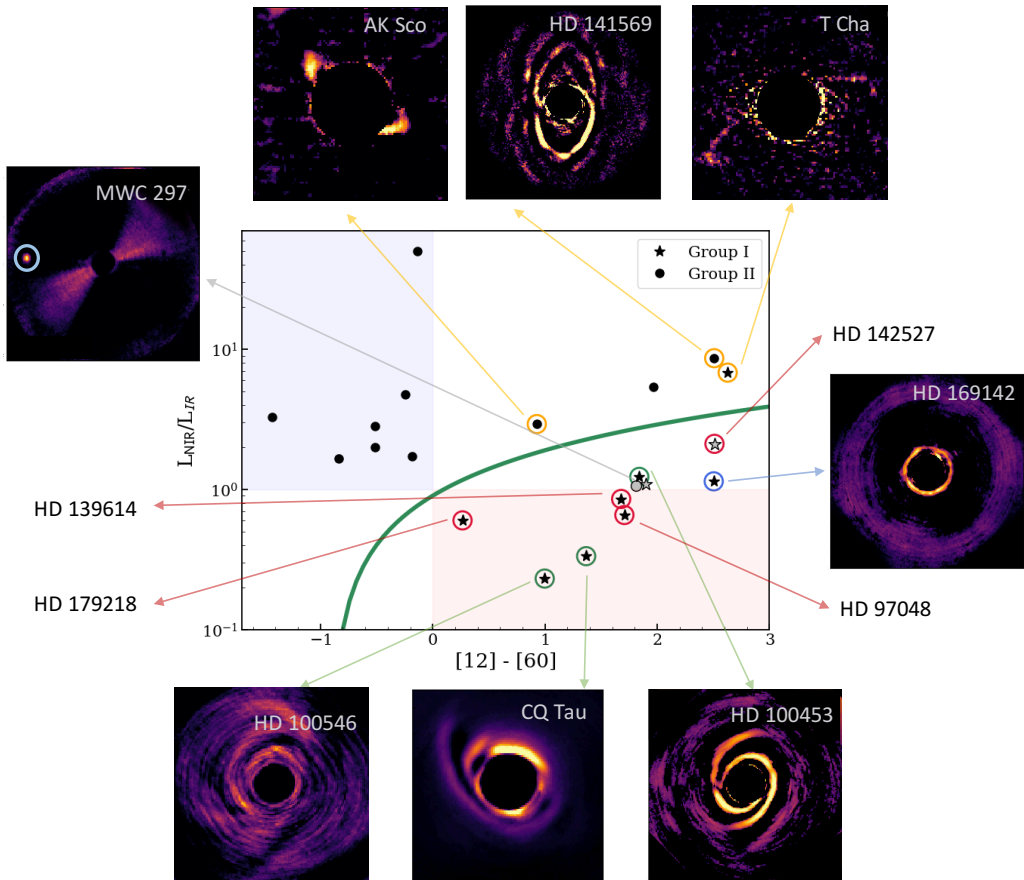 AK Sco
HD 141569
T Cha
MWC 297
Group I
Group II
HD 142527
HD 169142
10¹
L_NIR/L_IR
10⁰
HD 139614
HD 179218
HD 97048
10⁻¹
−1 0 1 2 3
[12] - [60]
HD 100546
CQ Tau
HD 100453